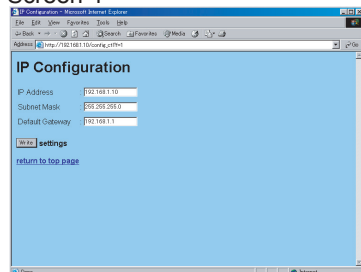 IP Configuration - Microsoft Internet Explorer
File Edit View Favorites Tools Help
Back Search Favorites Media
Address http://192.168.1.10/config_ctl?f=1 Go
IP Configuration
IP Address : 192.168.1.10
Subnet Mask : 255.255.255.0
Default Gateway : 192.168.1.1
Write settings
return to top page
Internet